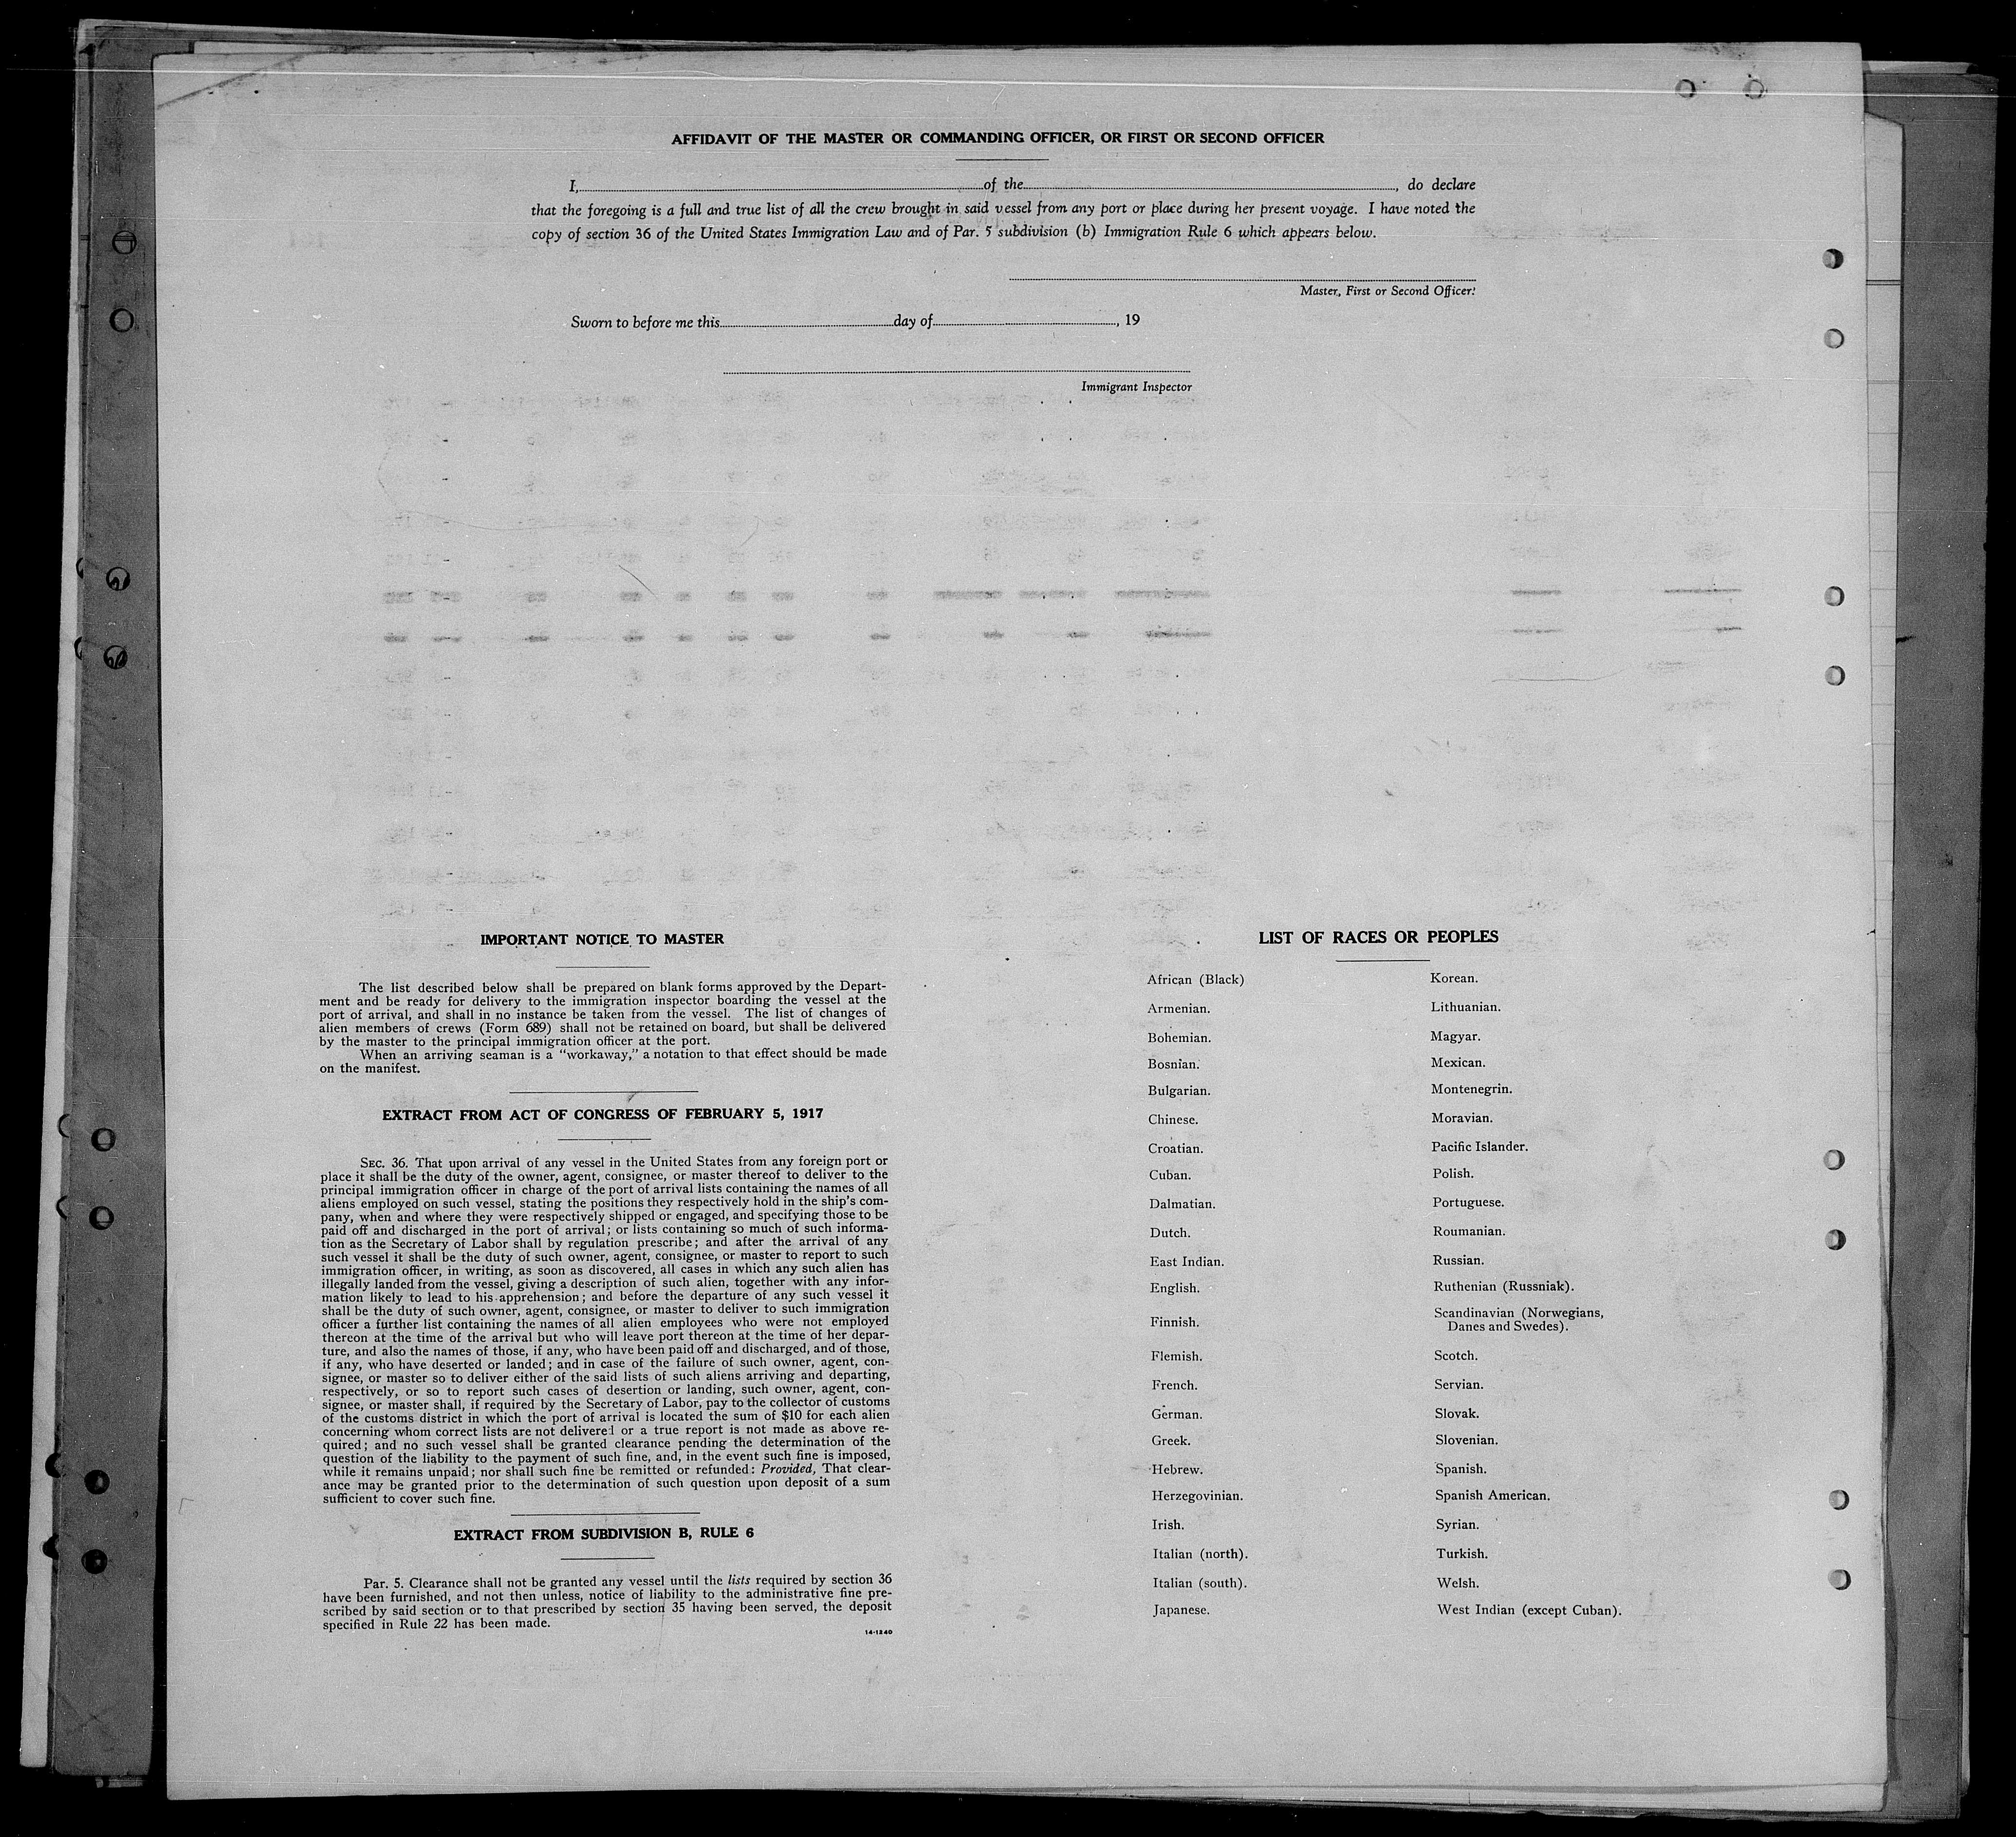 AFFIDAVIT OF THE MASTER OR COMMANDING OFFICER, OR FIRST OR SECOND OFFICER
I, of the , do declare
that the foregoing is a full and true list of all the crew brought in said vessel from any port or place during her present voyage. I have noted the
copy of section 36 of the United States Immigration Law and of Par. 5 subdivision (b) Immigration Rule 6 which appears below.
Master, First or Second Officer.
Sworn to before me this day of , 19
Immigrant Inspector
IMPORTANT NOTICE TO MASTER
The list described below shall be prepared on blank forms approved by the Depart-
ment and be ready for delivery to the immigration inspector boarding the vessel at the
port of arrival, and shall in no instance be taken from the vessel. The list of changes of
alien members of crews (Form 689) shall not be retained on board, but shall be delivered
by the master to the principal immigration officer at the port.
When an arriving seaman is a "workaway," a notation to that effect should be made
on the manifest.
EXTRACT FROM ACT OF CONGRESS OF FEBRUARY 5, 1917
SEC. 36. That upon arrival of any vessel in the United States from any foreign port or
place it shall be the duty of the owner, agent, consignee, or master thereof to deliver to the
principal immigration officer in charge of the port of arrival lists containing the names of all
aliens employed on such vessel, stating the positions they respectively hold in the ship's com-
pany, when and where they were respectively shipped or engaged, and specifying those to be
paid off and discharged in the port of arrival; or lists containing so much of such informa-
tion as the Secretary of Labor shall by regulation prescribe; and after the arrival of any
such vessel it shall be the duty of such owner, agent, consignee, or master to report to such
immigration officer, in writing, as soon as discovered, all cases in which any such alien has
illegally landed from the vessel, giving a description of such alien, together with any infor-
mation likely to lead to his apprehension; and before the departure of any such vessel it
shall be the duty of such owner, agent, consignee, or master to deliver to such immigration
officer a further list containing the names of all alien employees who were not employed
thereon at the time of the arrival but who will leave port thereon at the time of her depar-
ture, and also the names of those, if any, who have been paid off and discharged, and of those,
if any, who have deserted or landed; and in case of the failure of such owner, agent, con-
signee, or master so to deliver either of the said lists of such aliens arriving and departing,
respectively, or so to report such cases of desertion or landing, such owner, agent, con-
signee, or master shall, if required by the Secretary of Labor, pay to the collector of customs
of the customs district in which the port of arrival is located the sum of $10 for each alien
concerning whom correct lists are not delivered or a true report is not made as above re-
quired; and no such vessel shall be granted clearance pending the determination of the
question of the liability to the payment of such fine, and, in the event such fine is imposed,
while it remains unpaid; nor shall such fine be remitted or refunded: Provided, That clear-
ance may be granted prior to the determination of such question upon deposit of a sum
sufficient to cover such fine.
EXTRACT FROM SUBDIVISION B, RULE 6
Par. 5. Clearance shall not be granted any vessel until the lists required by section 36
have been furnished, and not then unless, notice of liability to the administrative fine pre-
scribed by said section or to that prescribed by section 35 having been served, the deposit
specified in Rule 22 has been made.
14-1240
LIST OF RACES OR PEOPLES
African (Black)
Armenian.
Bohemian.
Bosnian.
Bulgarian.
Chinese.
Croatian.
Cuban.
Dalmatian.
Dutch.
East Indian.
English.
Finnish.
Flemish.
French.
German.
Greek.
Hebrew.
Herzegovinian.
Irish.
Italian (north).
Italian (south).
Japanese.
Korean.
Lithuanian.
Magyar.
Mexican.
Montenegrin.
Moravian.
Pacific Islander.
Polish.
Portuguese.
Roumanian.
Russian.
Ruthenian (Russniak).
Scandinavian (Norwegians,
Danes and Swedes).
Scotch.
Servian.
Slovak.
Slovenian.
Spanish.
Spanish American.
Syrian.
Turkish.
Welsh.
West Indian (except Cuban).